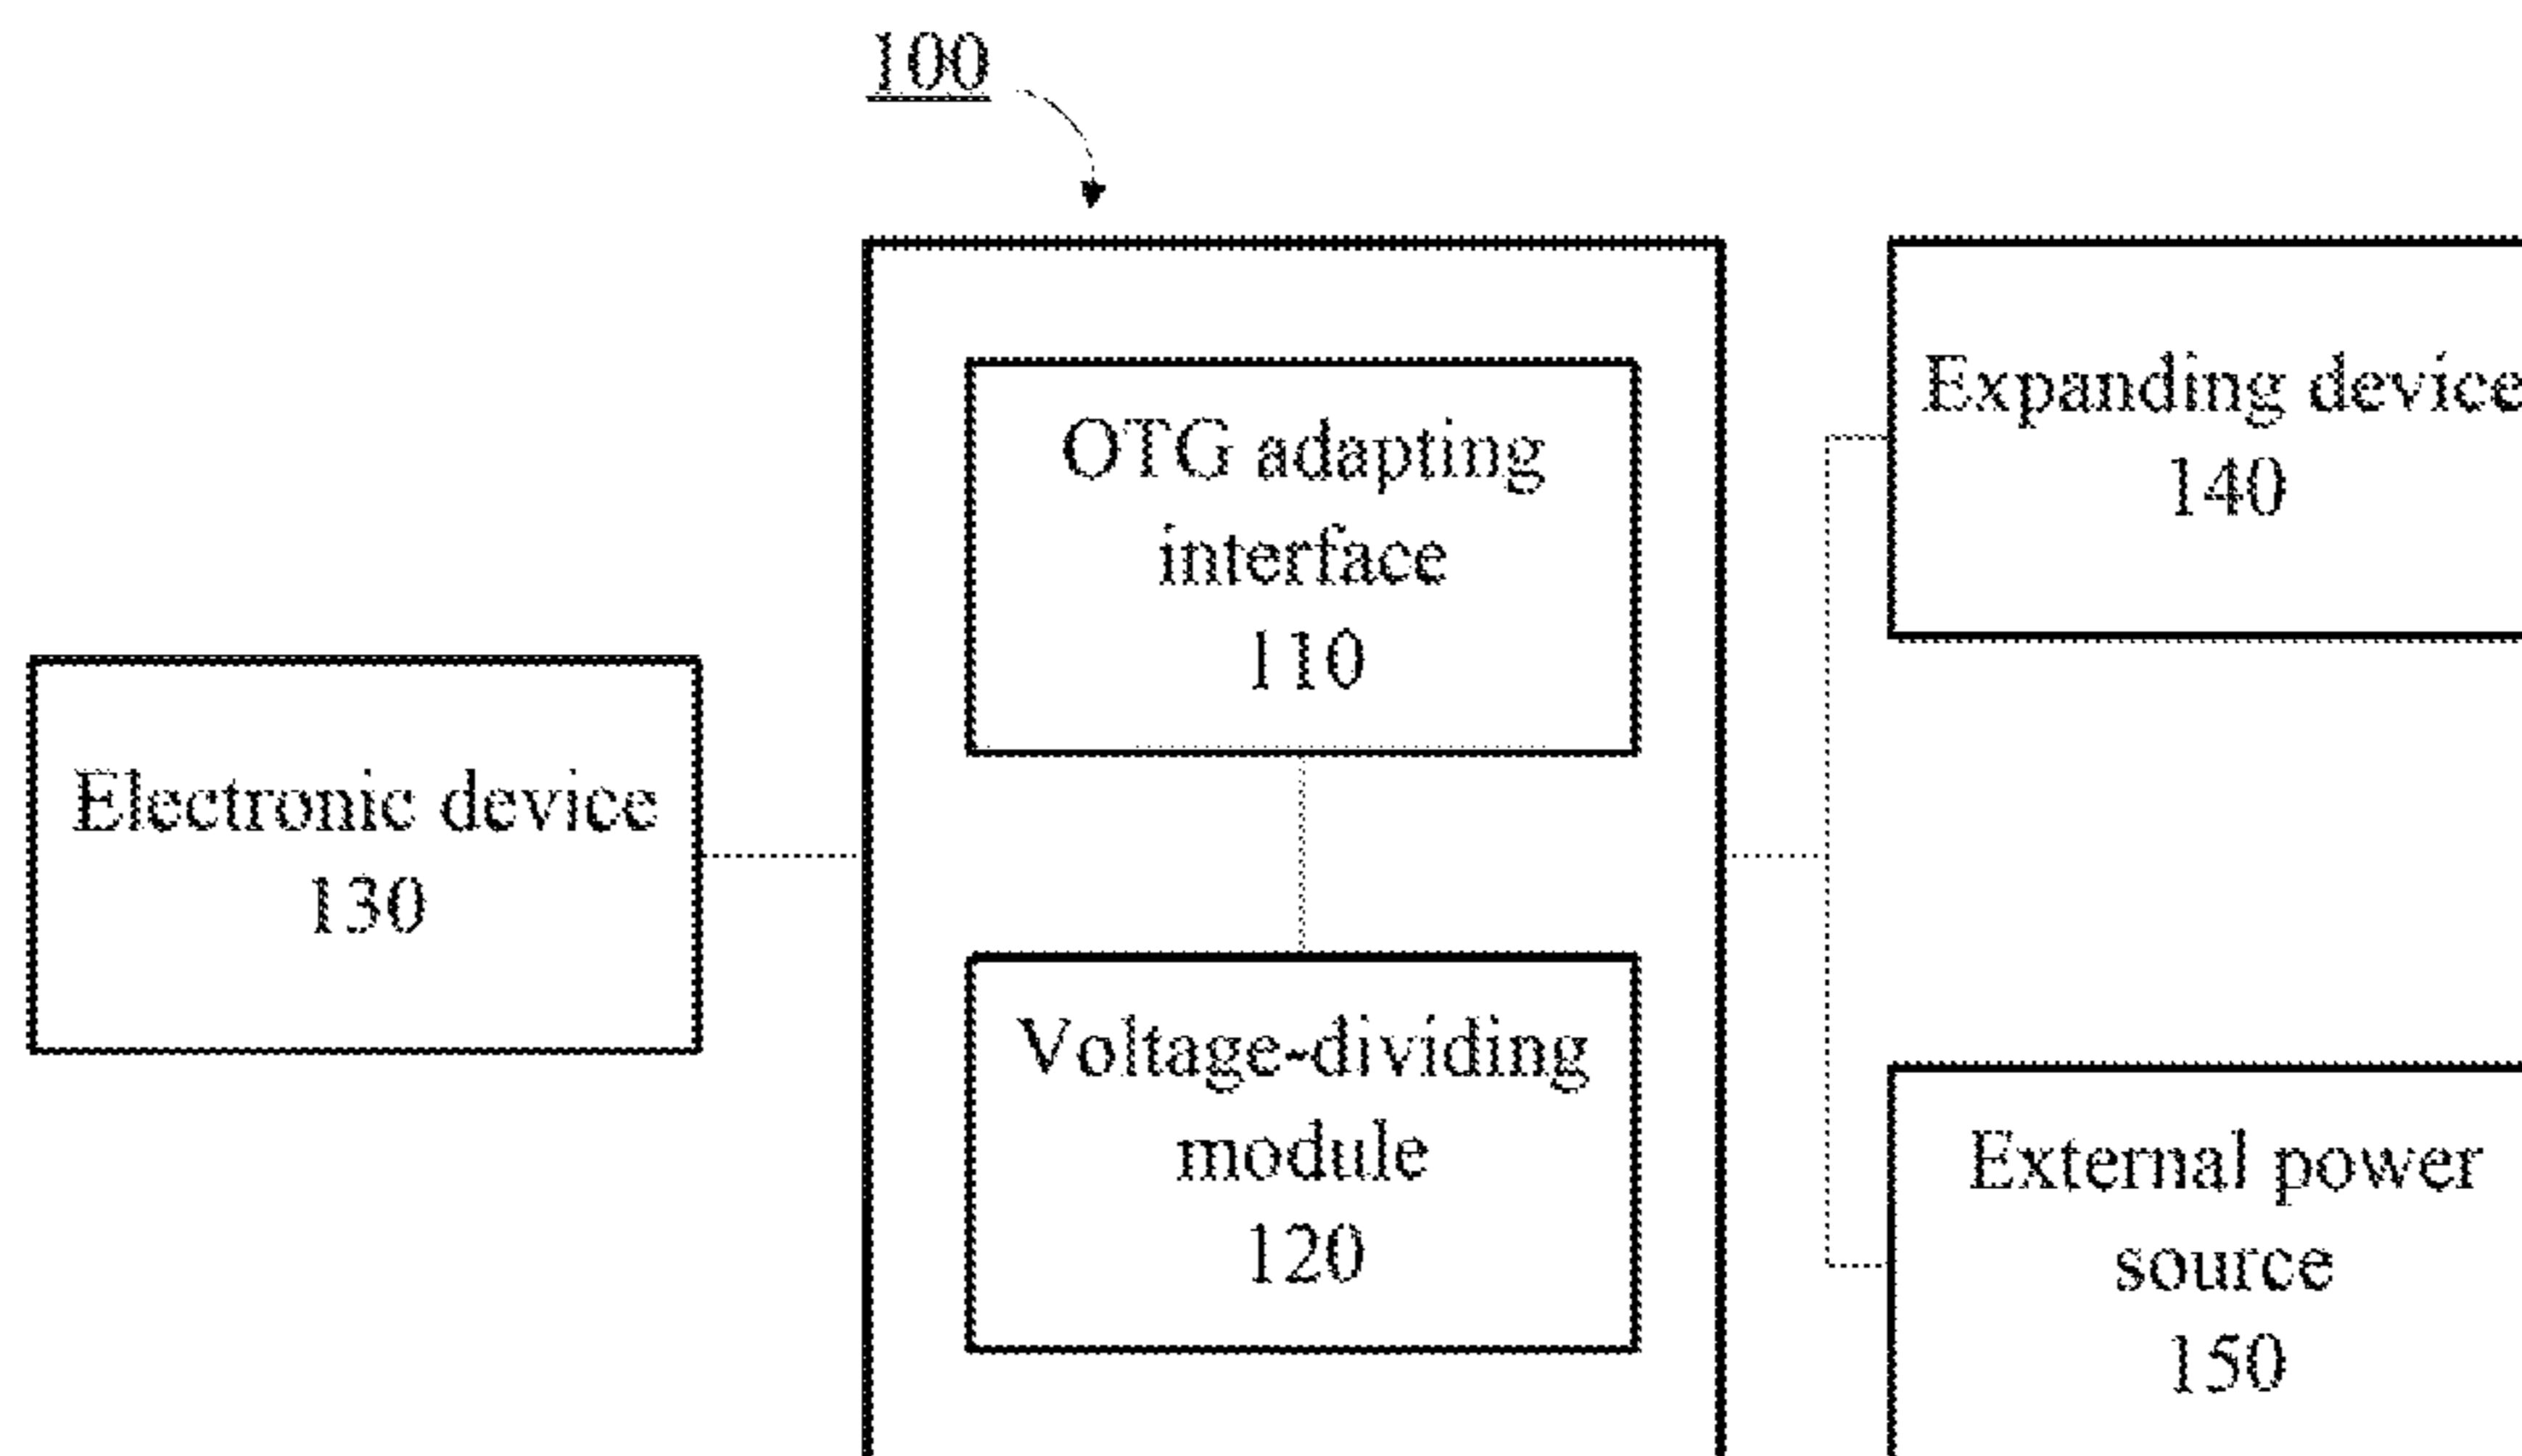 100
OTG adapting
interface
110
Voltage-dividing
module
120
Electronic device
130
Expanding device
140
External power
source
150